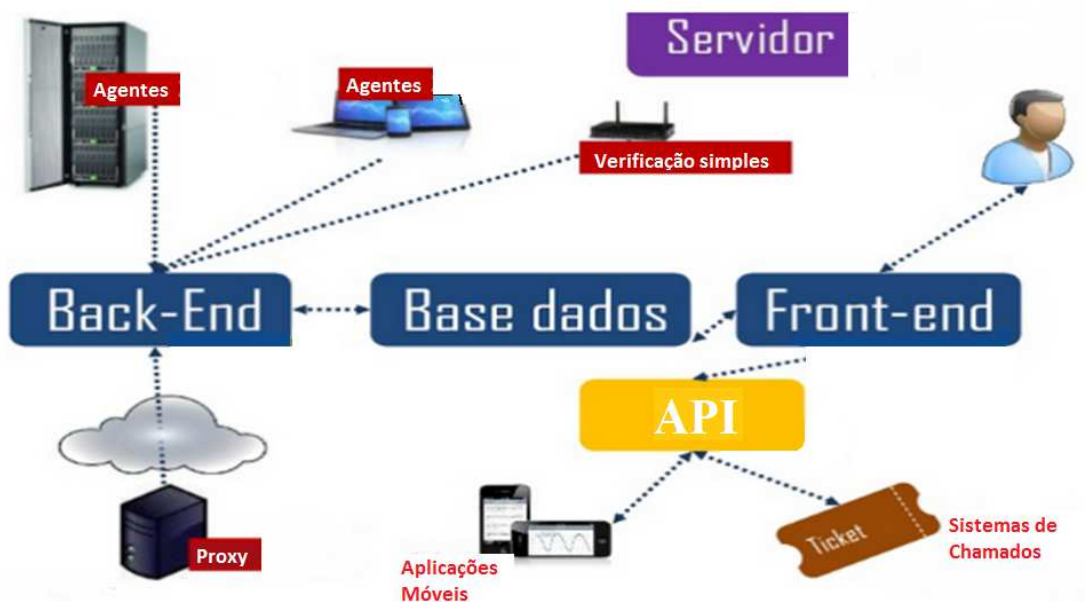 Servidor
Agentes
Agentes
Verificação simples
Back-End
Base dados
Front-end
API
Proxy
Aplicações
Móveis
Ticket
Sistemas de
Chamados